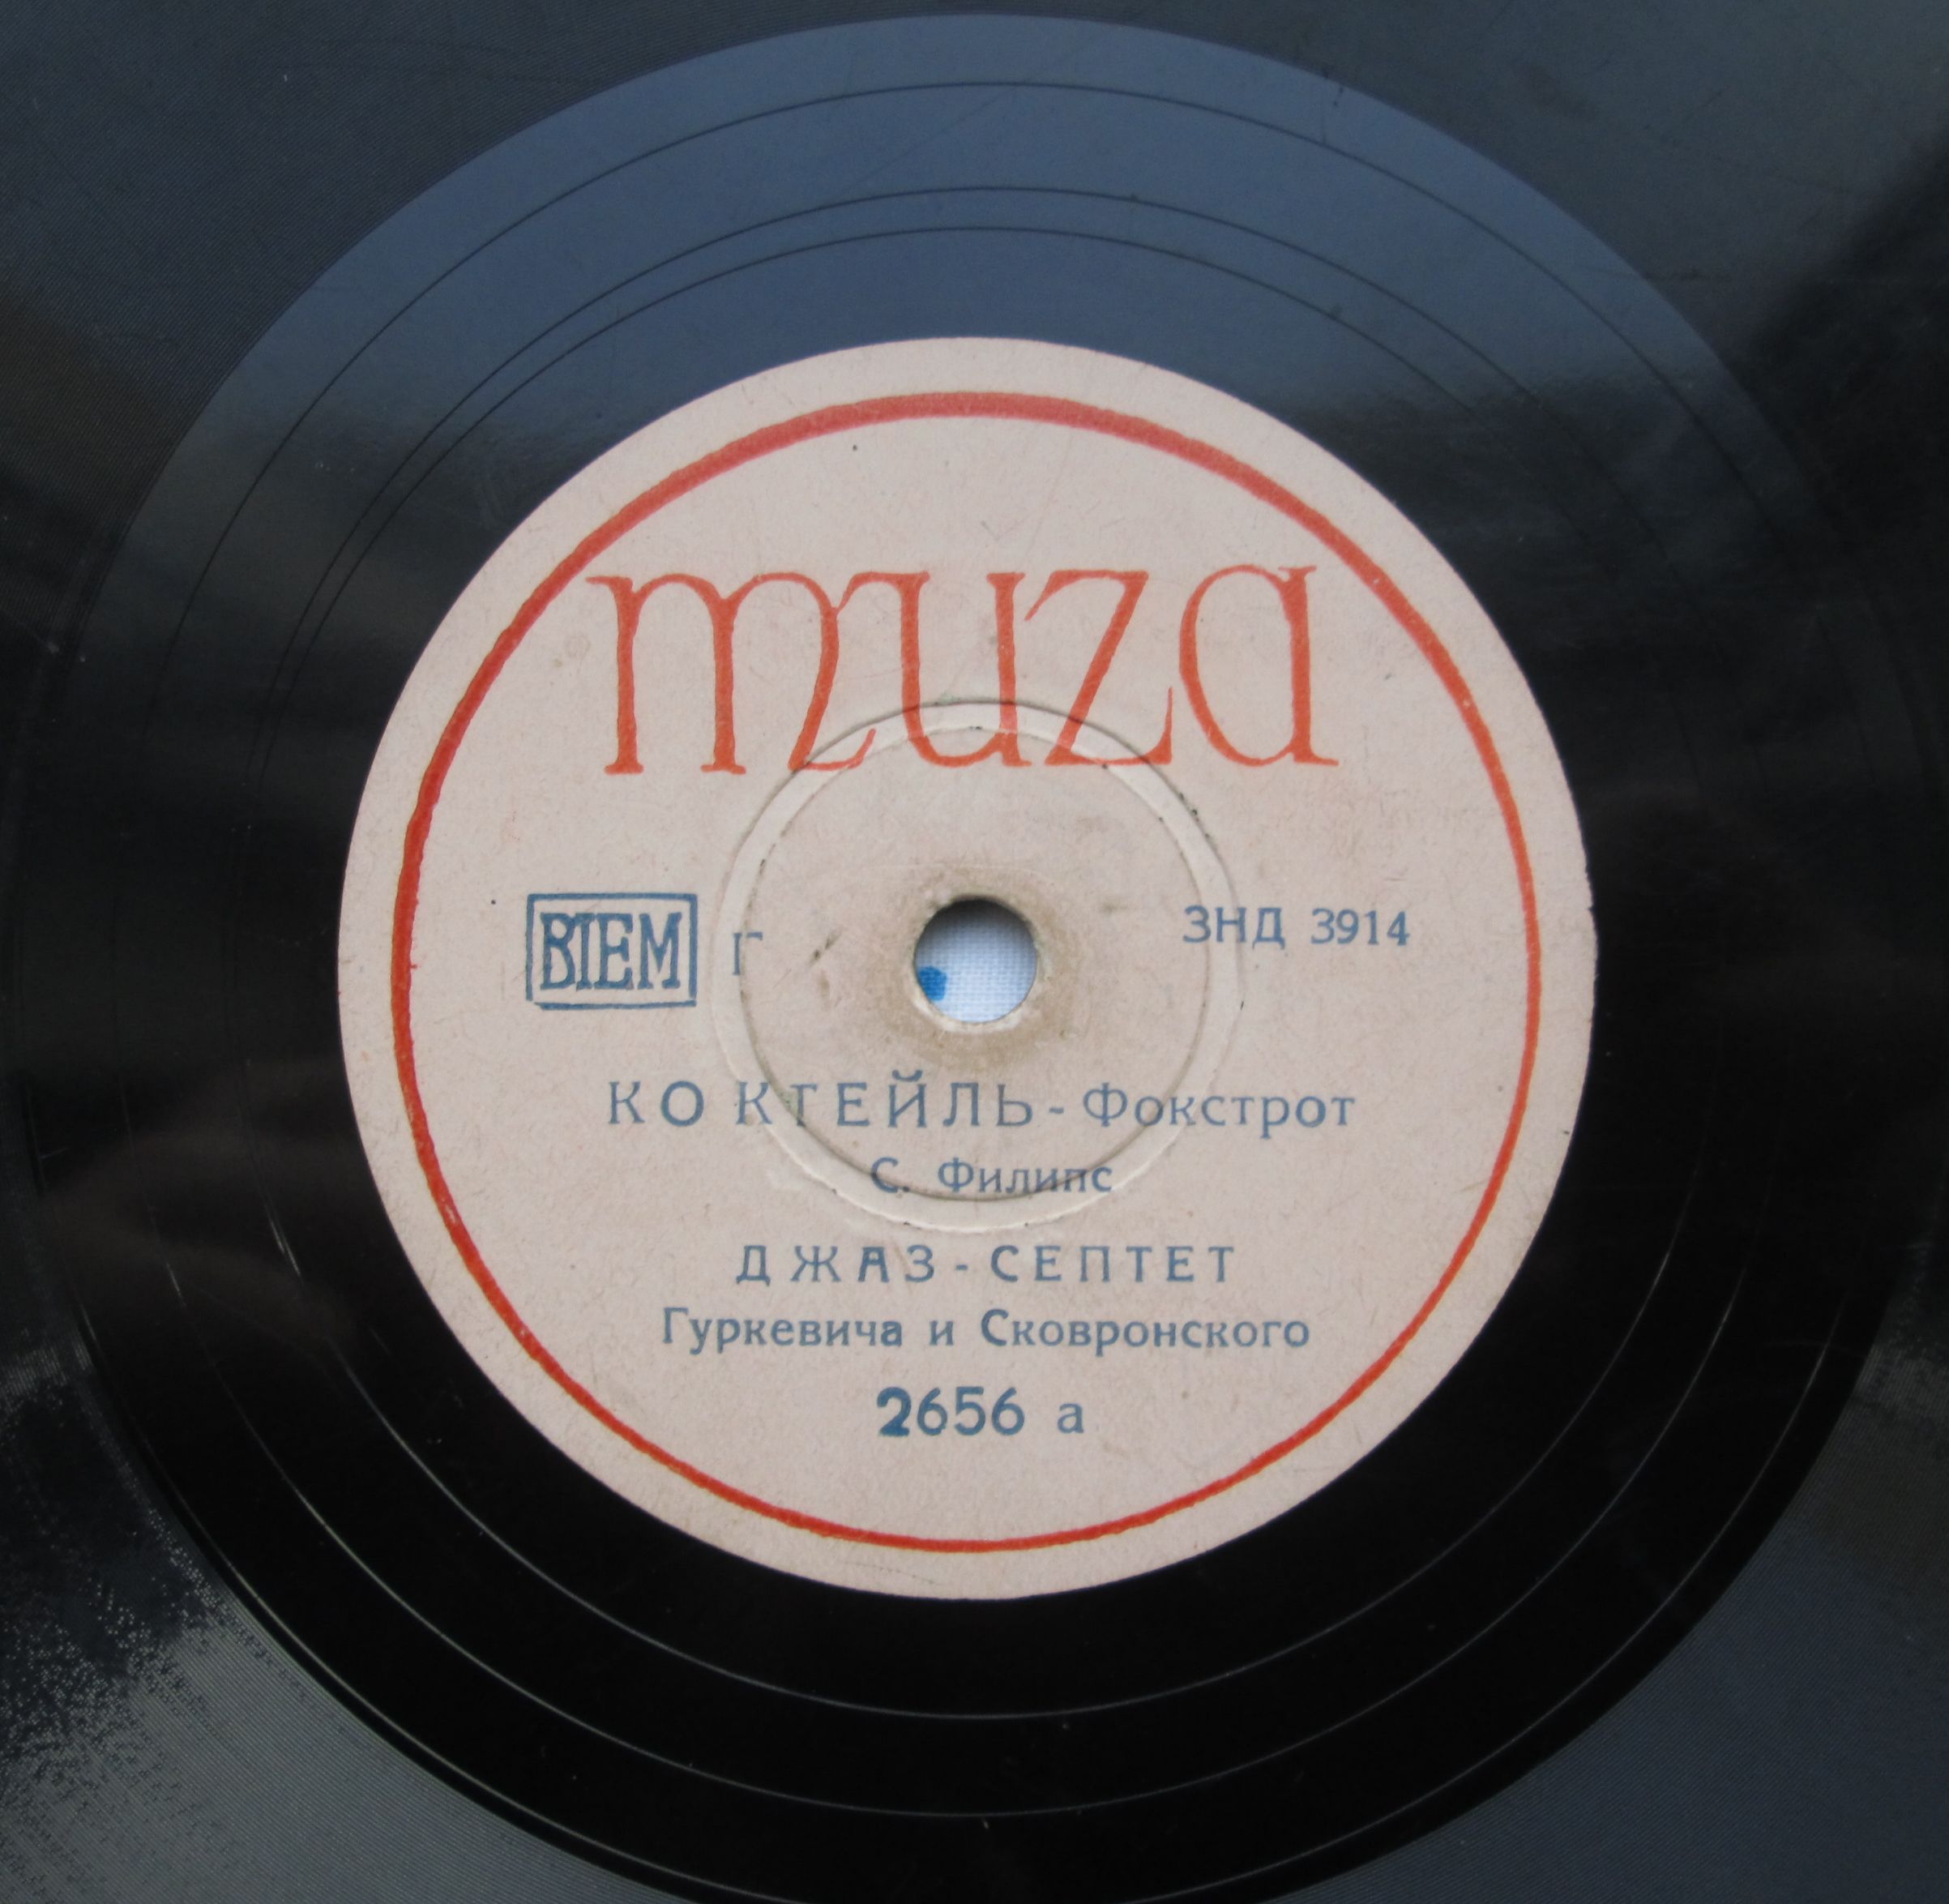 muza
BIEM Г
ЗНД 3914
КОКТЕЙЛЬ - Фокстрот
С. Филипс
ДЖАЗ - СЕПТЕТ
Гуркевича и Сковронского
2656 а